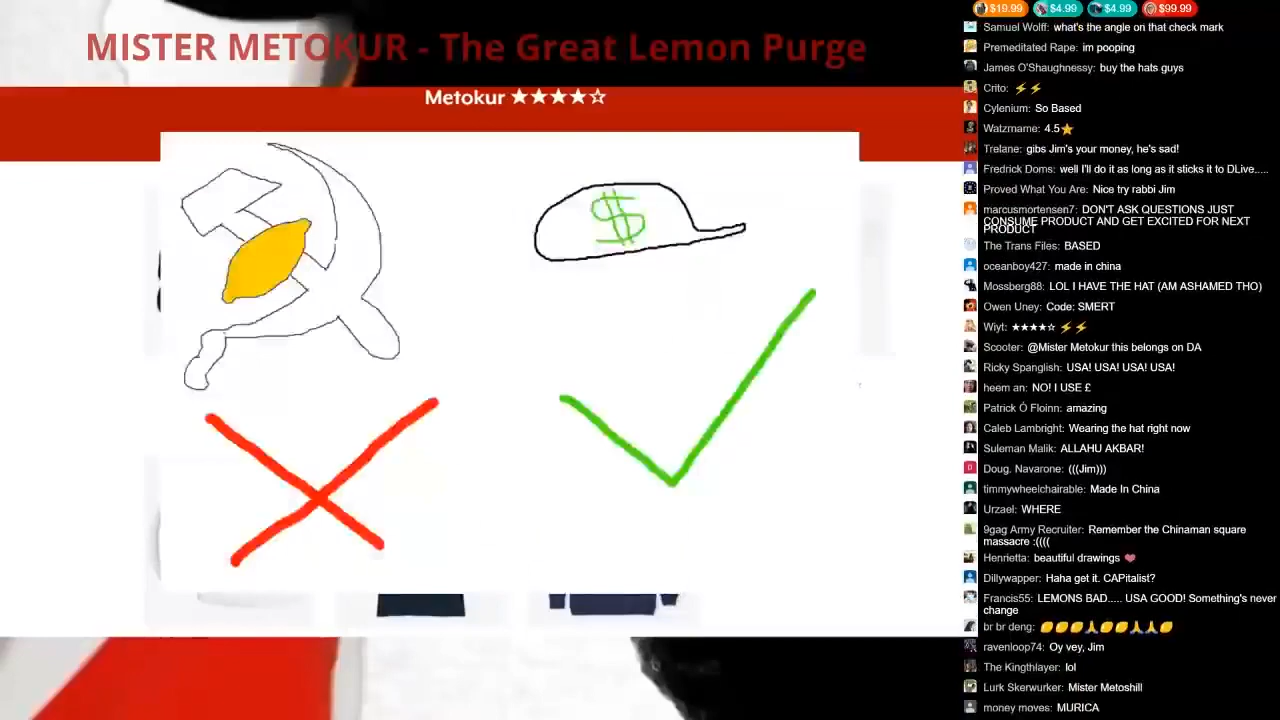 MISTER METOKUR - The Great Lemon Purge
Metokur ★★★★☆
$
$19.99 $4.99 $4.99 $99.99
Samuel Wolff: what's the angle on that check mark
Premeditated Rape: im pooping
James O'Shaughnessy: buy the hats guys
Crito: ⚡⚡
Cylenium: So Based
Watzmame: 4.5⭐
Trelane: gibs Jim's your money, he's sad!
Fredrick Doms: well I'll do it as long as it sticks it to DLive.....
Proved What You Are: Nice try rabbi Jim
marcusmortensen7: DON'T ASK QUESTIONS JUST
CONSUME PRODUCT AND GET EXCITED FOR NEXT
PRODUCT
The Trans Files: BASED
oceanboy427: made in china
Mossberg88: LOL I HAVE THE HAT (AM ASHAMED THO)
Owen Uney: Code: SMERT
Wiyt: ★★★★☆ ⚡⚡
Scooter: @Mister Metokur this belongs on DA
Ricky Spanglish: USA! USA! USA! USA!
heem an: NO! I USE £
Patrick Ó Floinn: amazing
Caleb Lambright: Wearing the hat right now
Suleman Malik: ALLAHU AKBAR!
Doug. Navarone: (((Jim)))
timmywheelchairable: Made In China
Urzael: WHERE
9gag Army Recruiter: Remember the Chinaman square
massacre :((((
Henrietta: beautiful drawings ❤
Dillywapper: Haha get it. CAPitalist?
Francis55: LEMONS BAD..... USA GOOD! Something's never
change
br br deng: 🍋🍋🍋🙏🍋🍋🙏🙏🍋
ravenloop74: Oy vey, Jim
The Kingthlayer: lol
Lurk Skerwurker: Mister Metoshill
money moves: MURICA